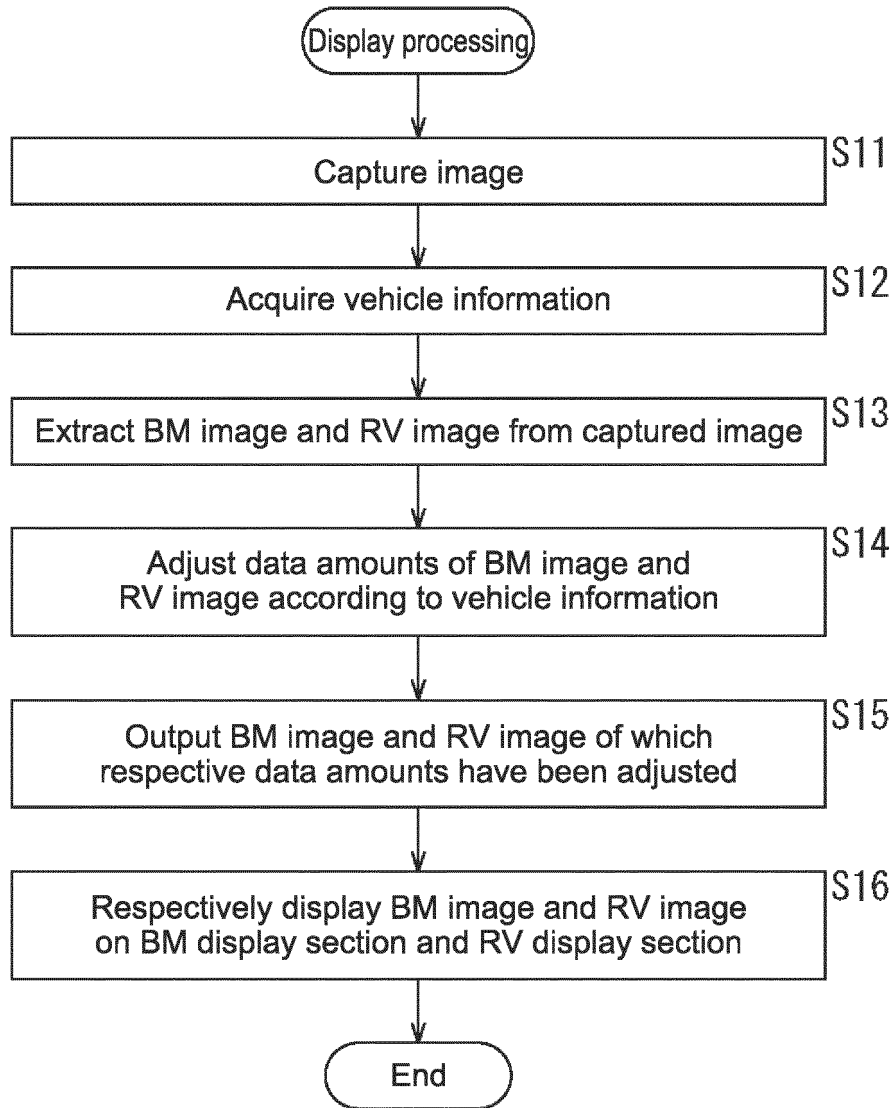 Display processing
S11
Capture image
S12
Acquire vehicle information
S13
Extract BM image and RV image from captured image
S14
Adjust data amounts of BM image and
RV image according to vehicle information
S15
Output BM image and RV image of which
respective data amounts have been adjusted
S16
Respectively display BM image and RV image
on BM display section and RV display section
End